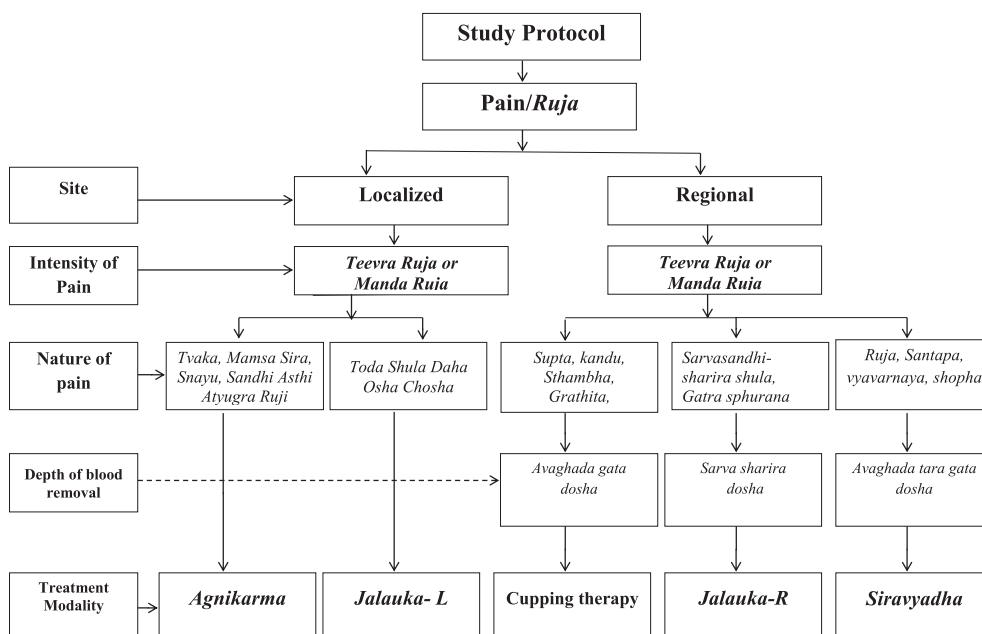 Study Protocol
Pain/Ruja
Site
Localized
Regional
Intensity of
Pain
Teevra Ruja or
Manda Ruja
Teevra Ruja or
Manda Ruja
Nature of
pain
Tvaka, Mamsa Sira,
Snayu, Sandhi Asthi
Atyugra Ruji
Toda Shula Daha
Osha Chosha
Supta, kandu,
Sthambha,
Grathita,
Sarvasandhi-
sharira shula,
Gatra sphurana
Ruja, Santapa,
vyavarnaya, shopha
Depth of blood
removal
Avaghada gata
dosha
Sarva sharira
dosha
Avaghada tara gata
dosha
Treatment
Modality
Agnikarma
Jalauka- L
Cupping therapy
Jalauka-R
Siravyadha